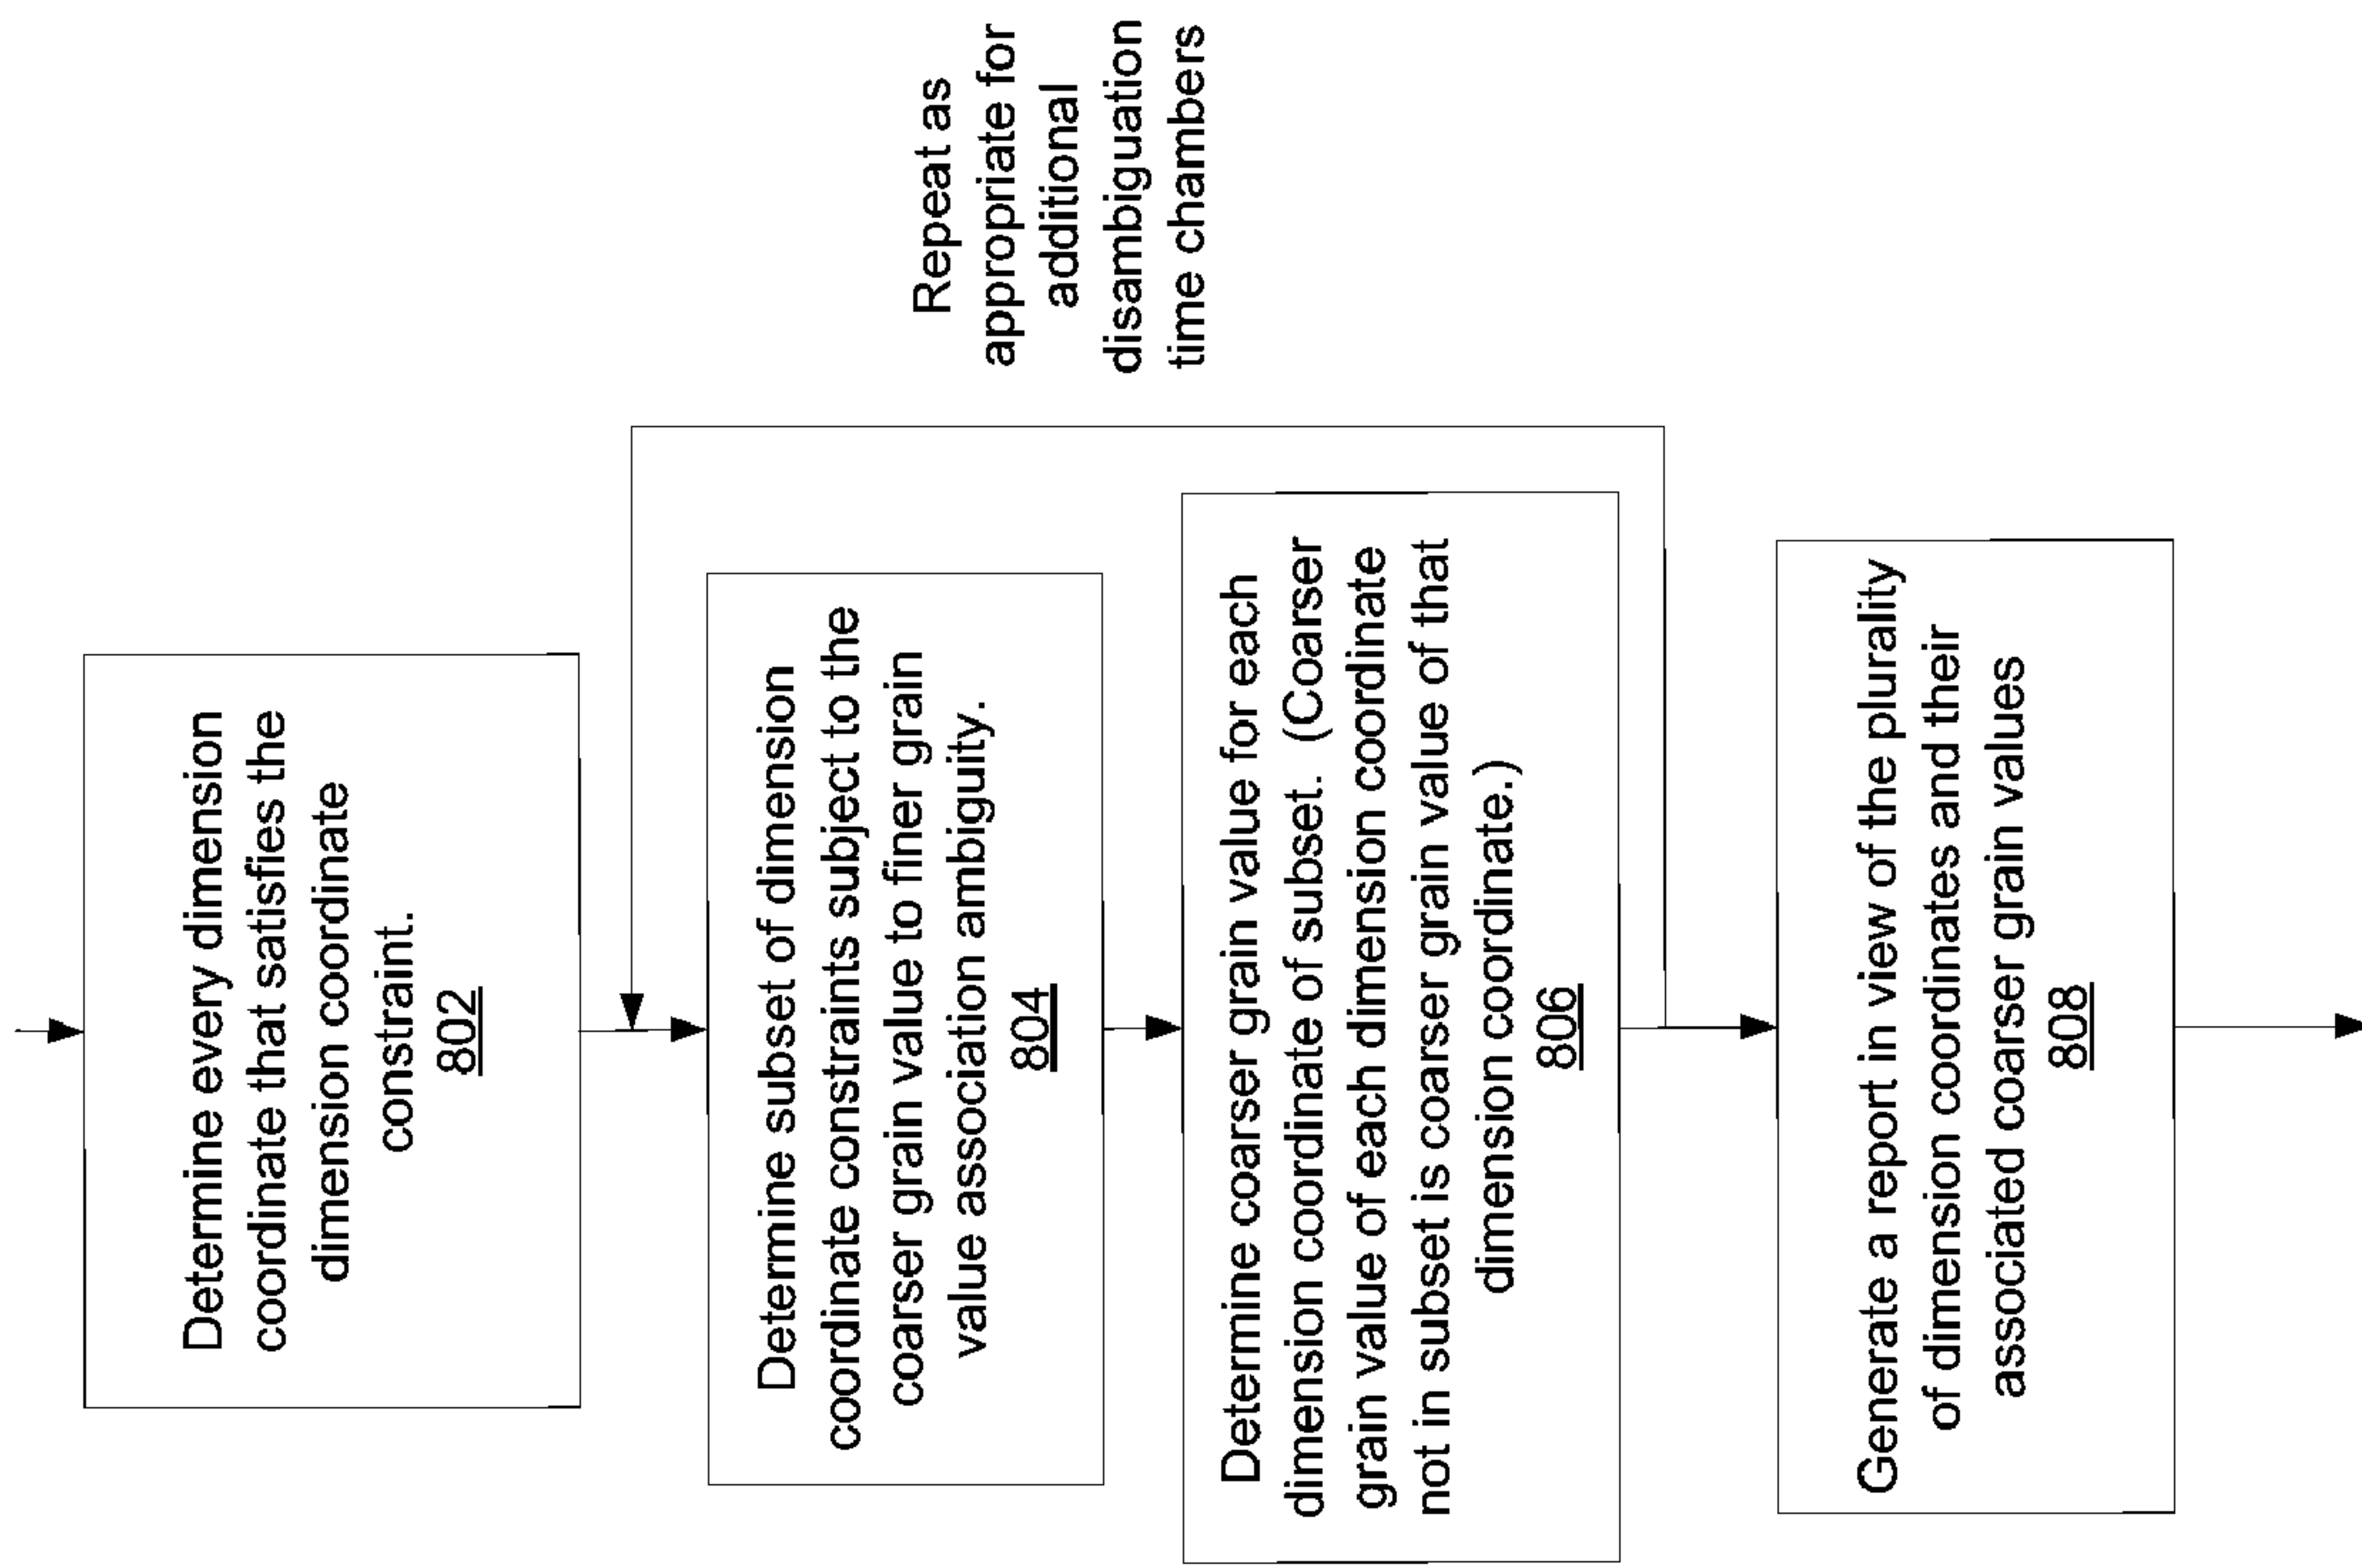 Determine every dimension
coordinate that satisfies the
dimension coordinate
constraint.
802
Determine subset of dimension
coordinate constraints subject to the
coarser grain value to finer grain
value association ambiguity.
804
Determine coarser grain value for each
dimension coordinate of subset. (Coarser
grain value of each dimension coordinate
not in subset is coarser grain value of that
dimension coordinate.)
806
Generate a report in view of the plurality
of dimension coordinates and their
associated coarser grain values
808
Repeat as
appropriate for
additional
disambiguation
time chambers